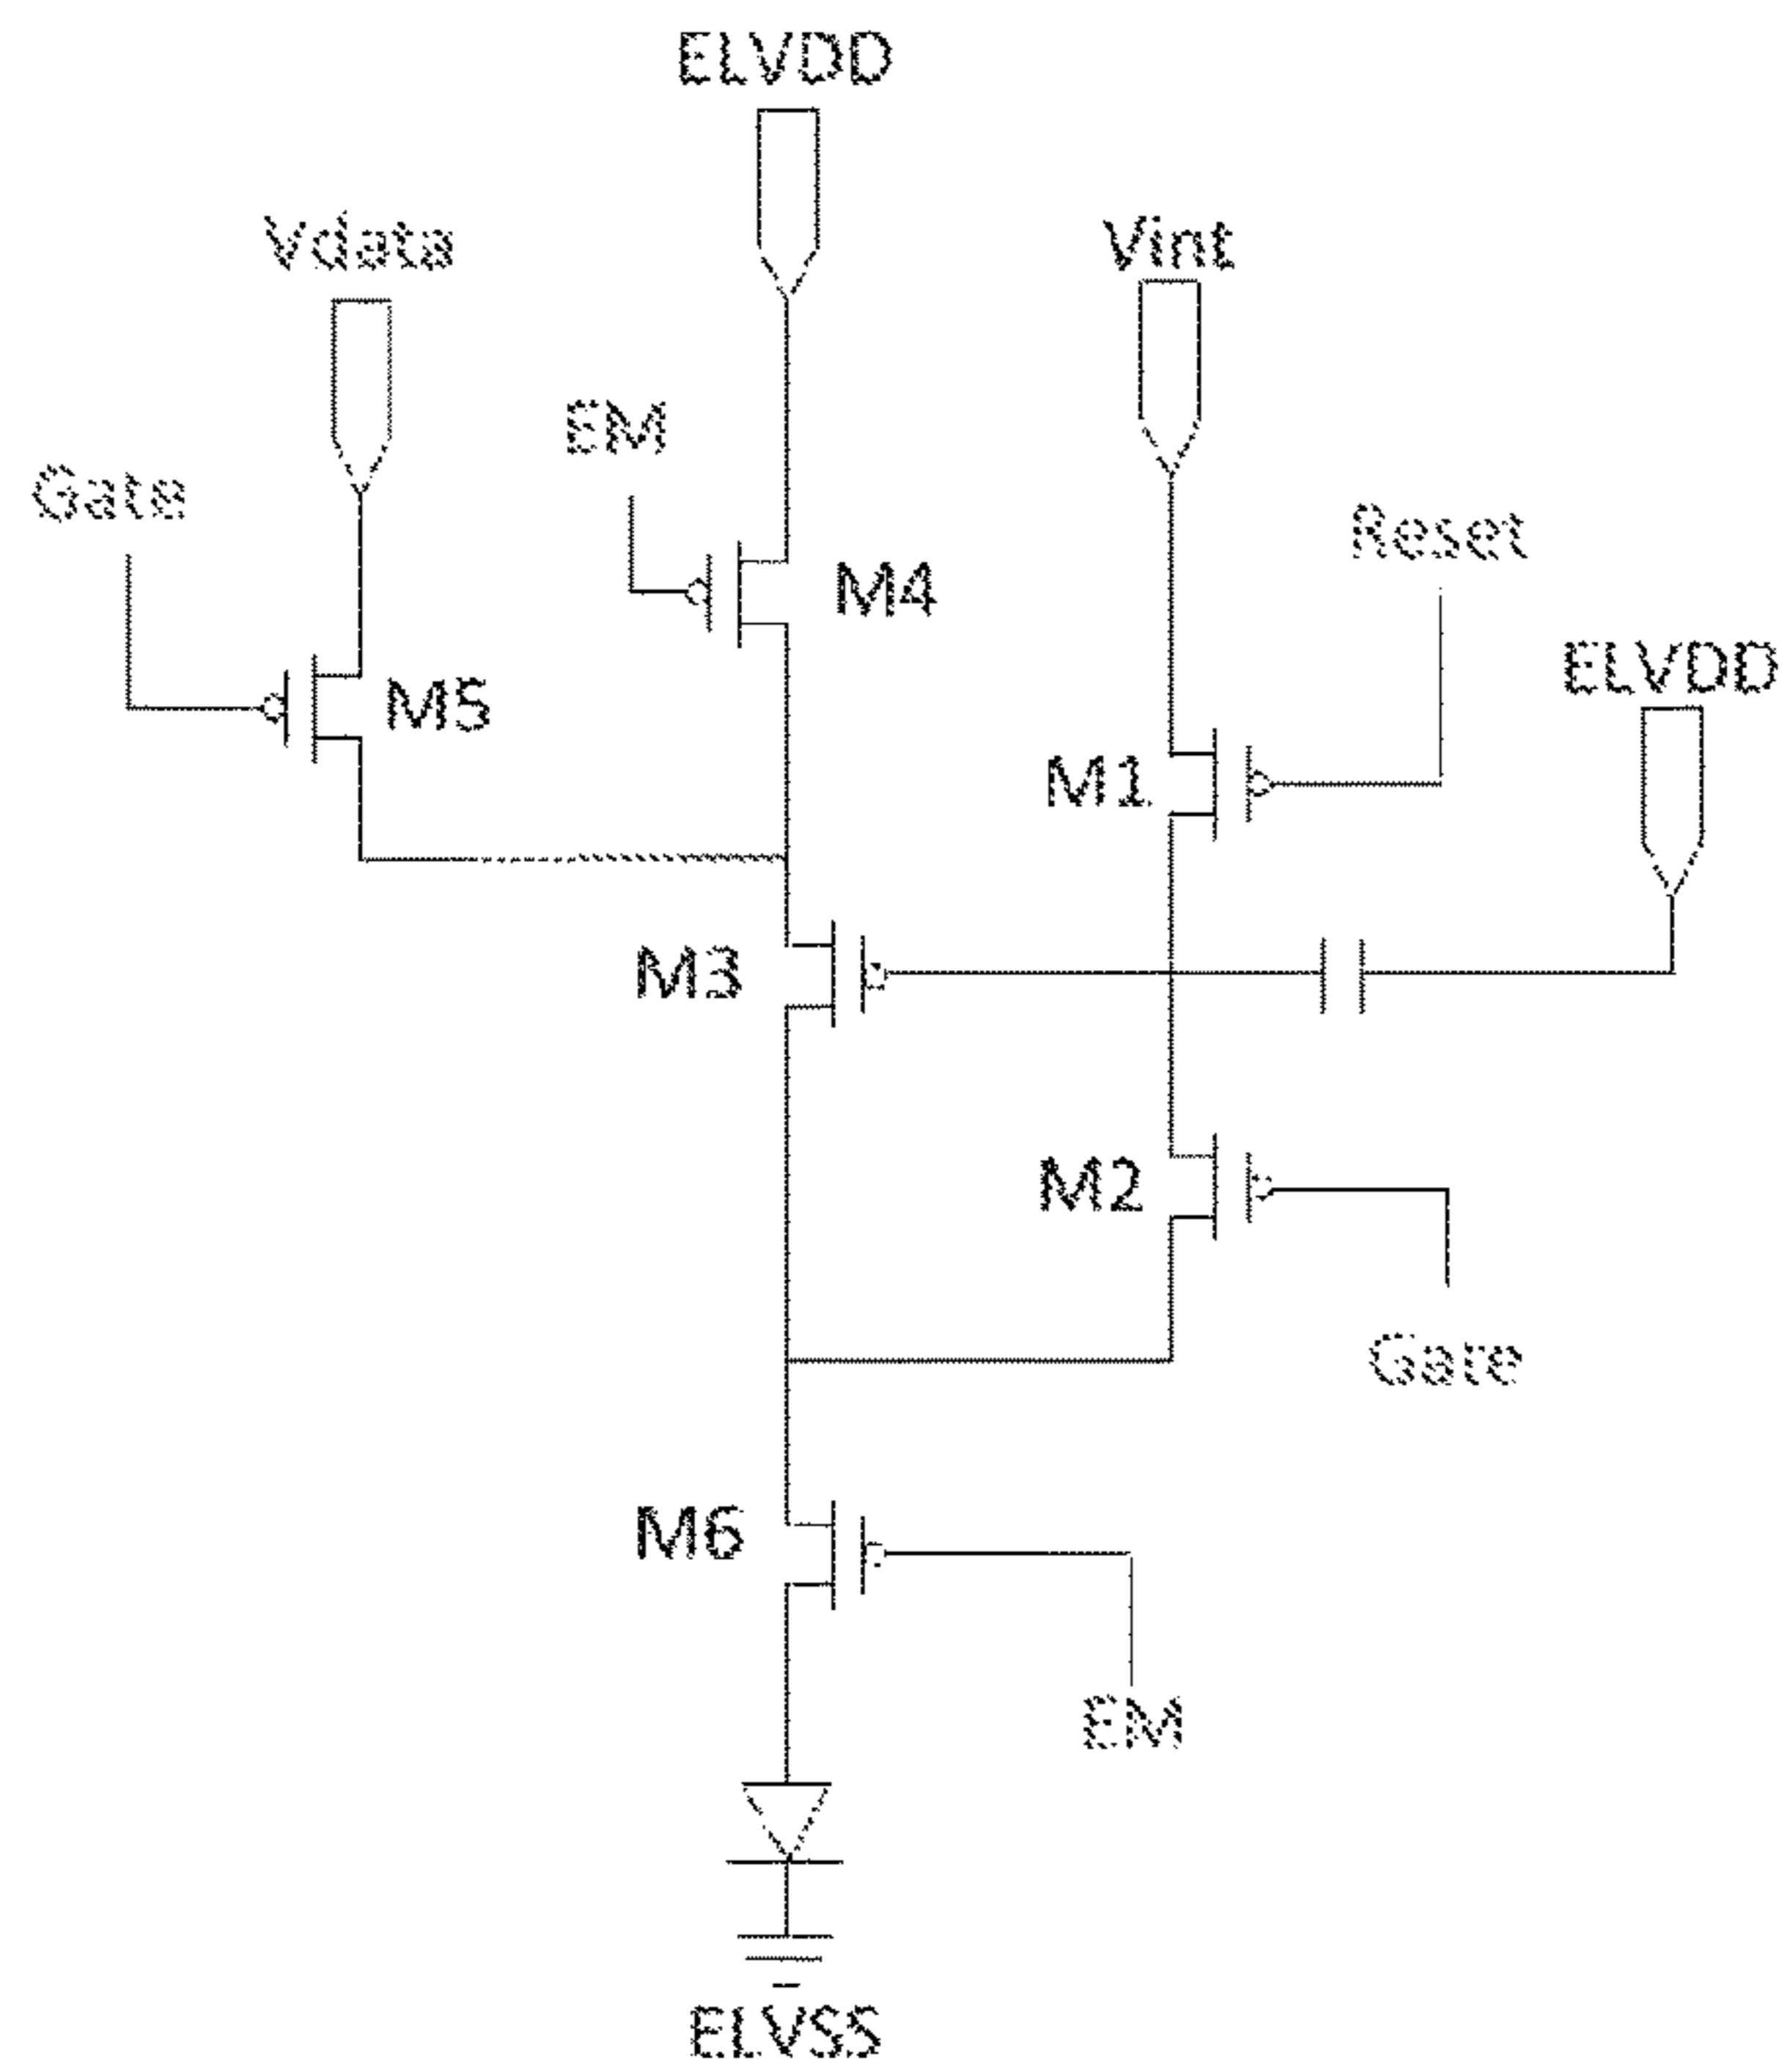 ELVDD
Vdata
Vint
EM
Gate
Reset
M4
ELVDD
M5
M1
M3
M2
Gate
M6
EM
ELVSS